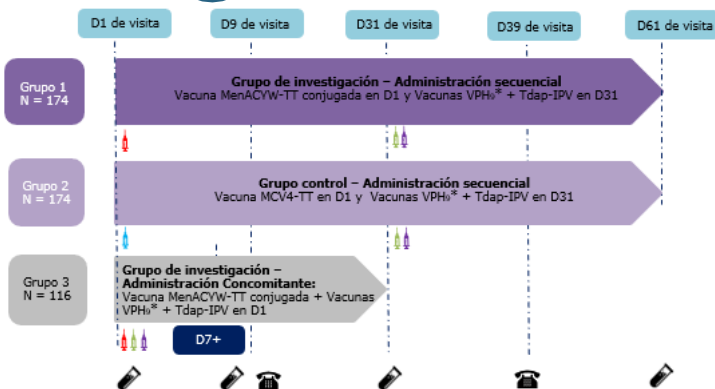 D1 de visita
D9 de visita
D31 de visita
D39 de visita
D61 de visita
Grupo 1
N = 174
Grupo de investigación – Administración secuencial
Vacuna MenACYW-TT conjugada en D1 y Vacunas VPH₉* + Tdap-IPV en D31
Grupo 2
N = 174
Grupo control – Administración secuencial
Vacuna MCV4-TT en D1 y Vacunas VPH₉* + Tdap-IPV en D31
Grupo 3
N = 116
Grupo de investigación –
Administración Concomitante:
Vacuna MenACYW-TT conjugada + Vacunas
VPH₉* + Tdap-IPV en D1
D7+